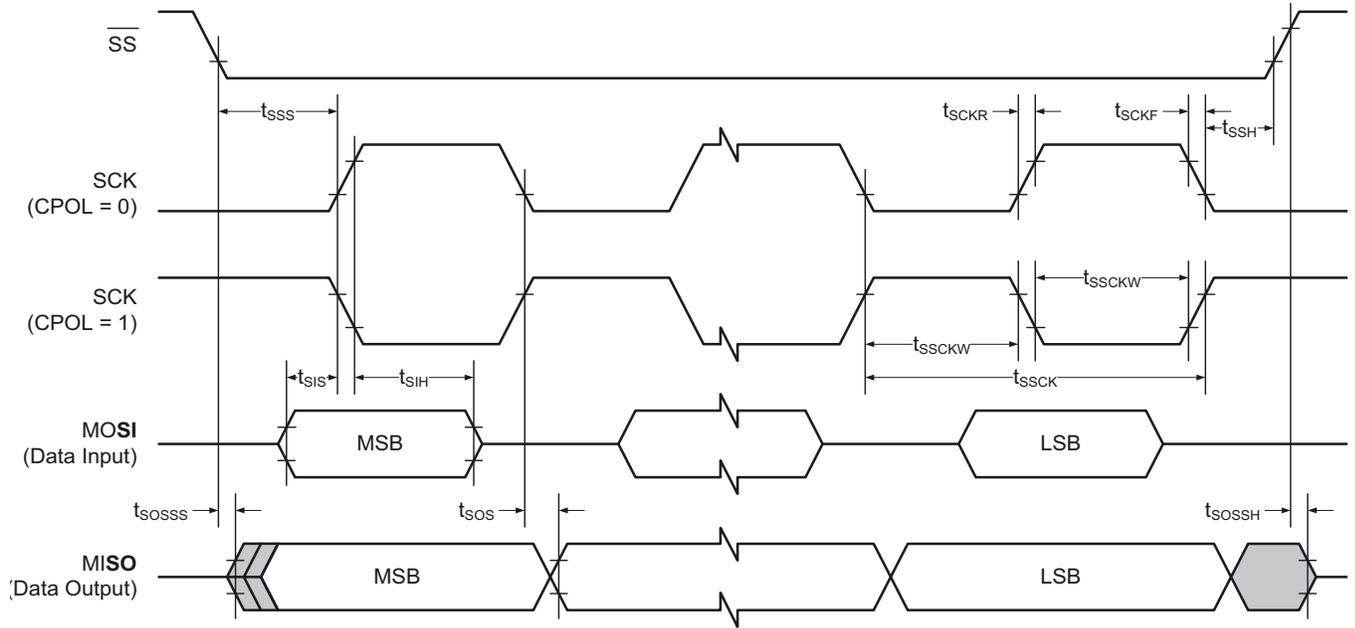 SS
tSSS
tSCKR
tSCKF
tSSH
SCK
(CPOL = 0)
SCK
(CPOL = 1)
tSSCKW
tSSCKW
tSIS
tSIH
tSSCK
MOSI
(Data Input)
MSB
LSB
tSOSSS
tSOS
tSOSSH
MISO
(Data Output)
MSB
LSB